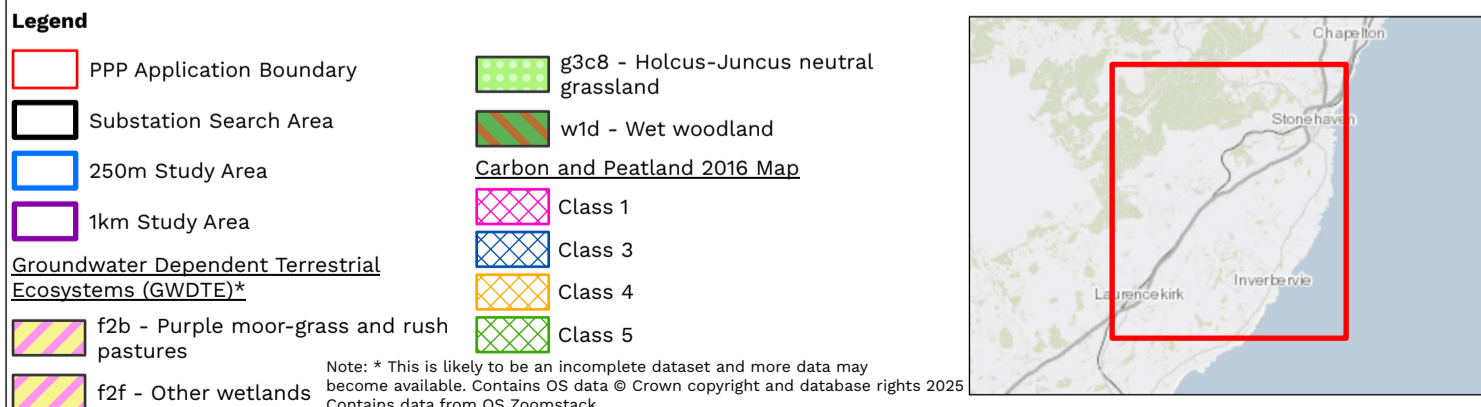 Legend
PPP Application Boundary
Substation Search Area
250m Study Area
1km Study Area
Groundwater Dependent Terrestrial
Ecosystems (GWDTE)*
f2b - Purple moor-grass and rush
pastures
f2f - Other wetlands
g3c8 - Holcus-Juncus neutral
grassland
w1d - Wet woodland
Carbon and Peatland 2016 Map
Class 1
Class 3
Class 4
Class 5
Note: * This is likely to be an incomplete dataset and more data may
become available. Contains OS data © Crown copyright and database rights 2025
Contains data from OS Zoomstack
Chapelton
Stonehaven
Inverbervie
Laurencekirk